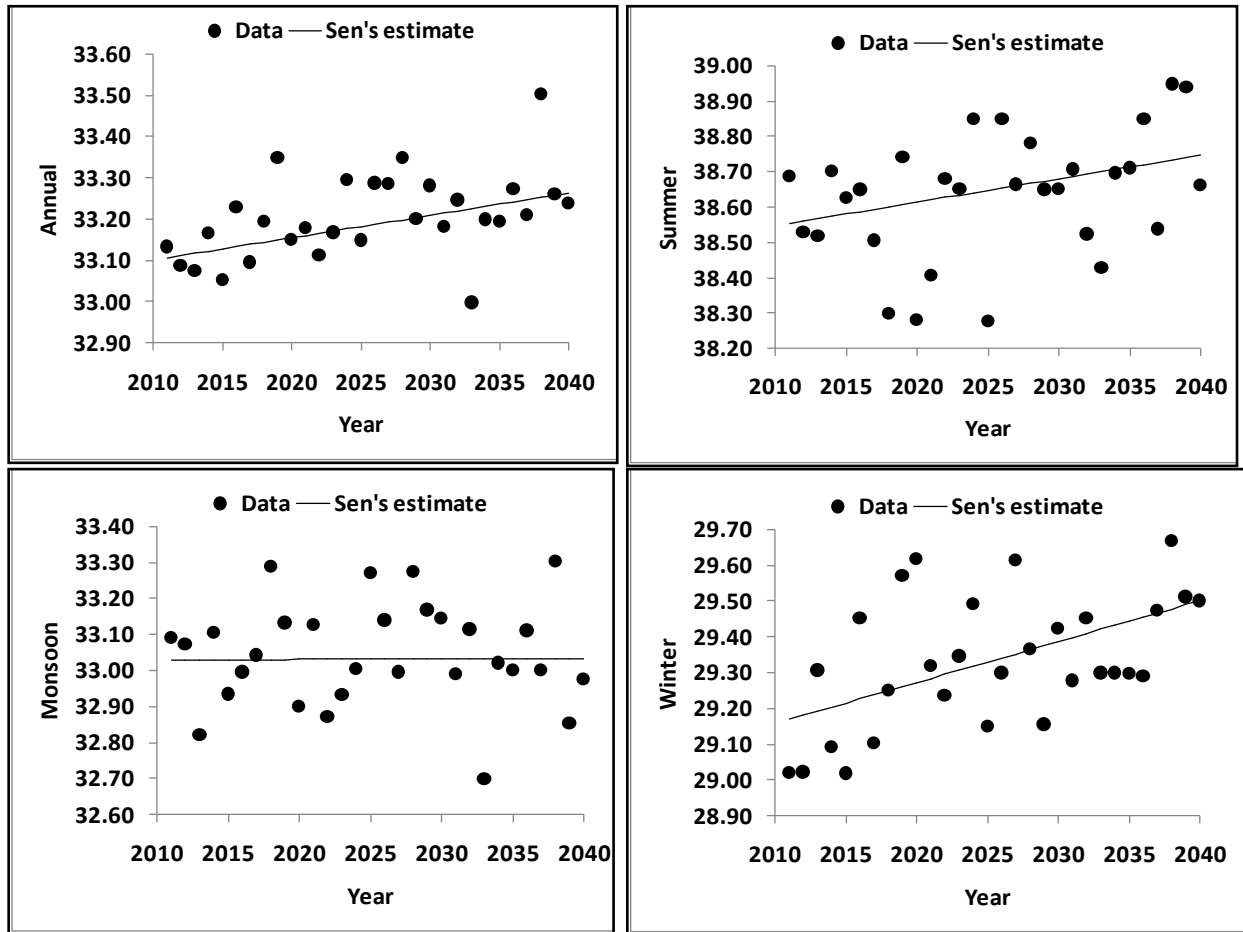 Data Sen's estimate
33.60
33.50
33.40
33.30
33.20
33.10
33.00
32.90
Annual
2010 2015 2020 2025 2030 2035 2040
Year
Data Sen's estimate
39.00
38.90
38.80
38.70
38.60
38.50
38.40
38.30
38.20
Summer
2010 2015 2020 2025 2030 2035 2040
Year
Data Sen's estimate
33.40
33.30
33.20
33.10
33.00
32.90
32.80
32.70
32.60
Monsoon
2010 2015 2020 2025 2030 2035 2040
Year
Data Sen's estimate
29.70
29.60
29.50
29.40
29.30
29.20
29.10
29.00
28.90
Winter
2010 2015 2020 2025 2030 2035 2040
Year